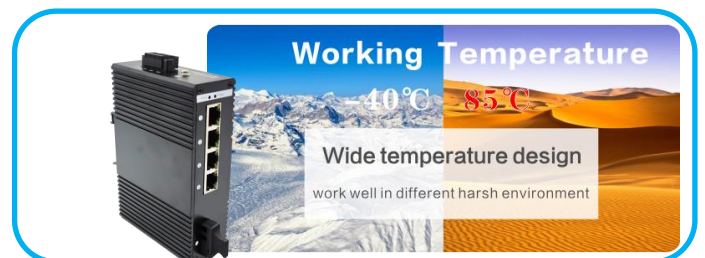 Working Temperature
-40℃ 85℃
Wide temperature design
work well in different harsh environment